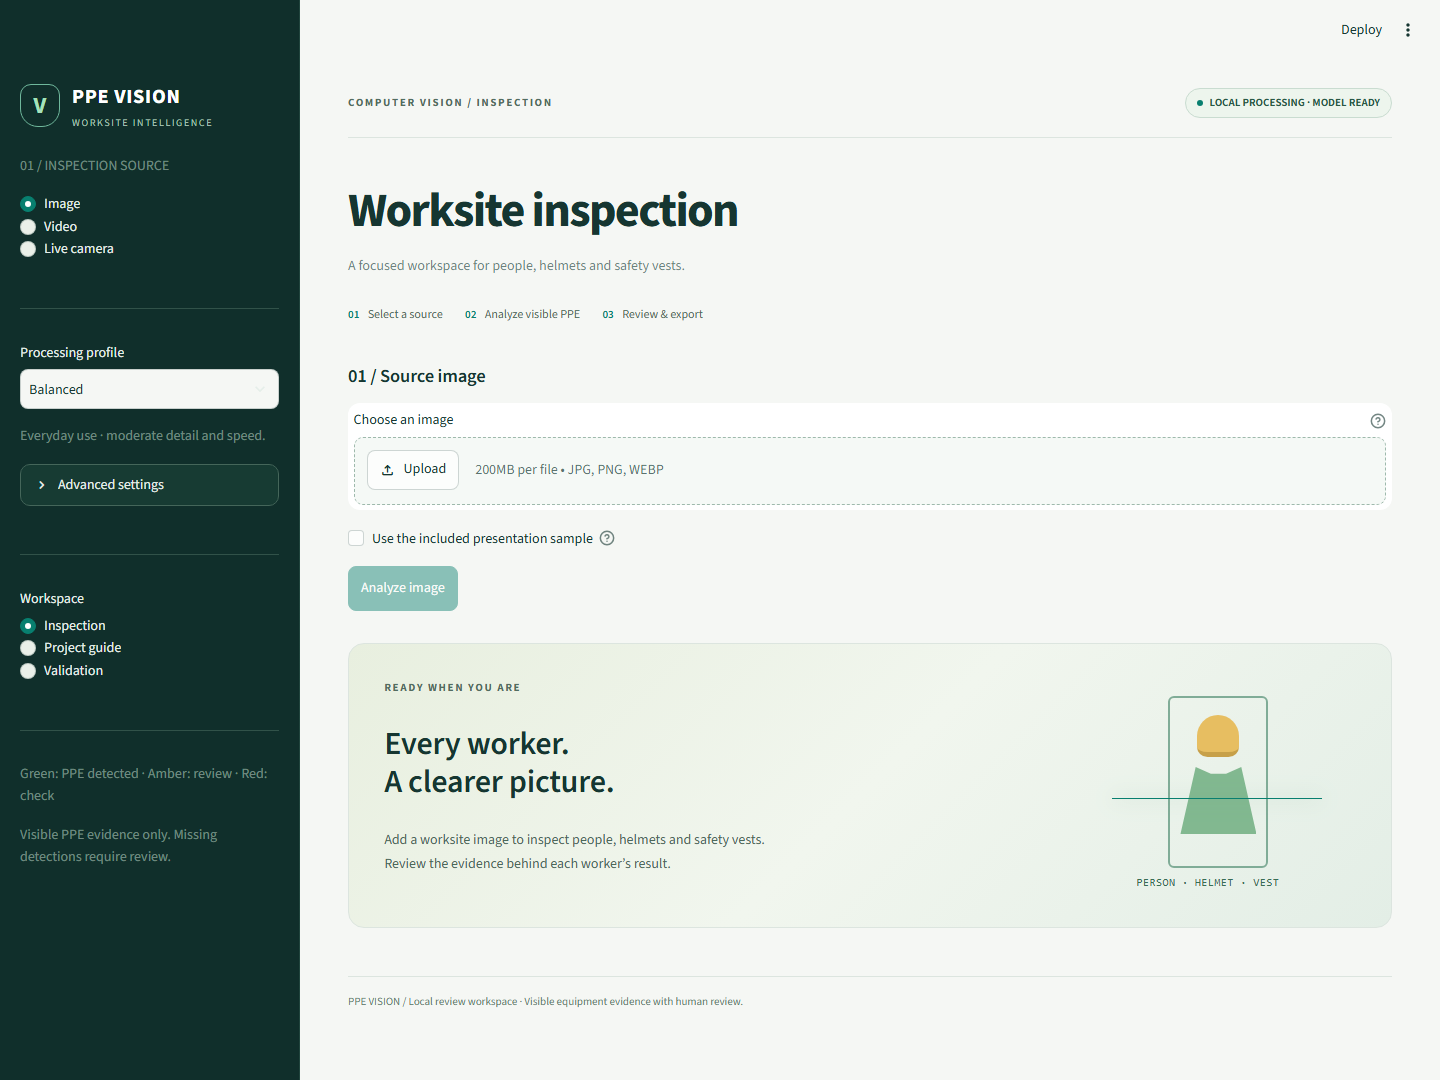 Deploy
V
PPE VISION
WORKSITE INTELLIGENCE
01 / INSPECTION SOURCE
Image
Video
Live camera
Processing profile
Balanced
Everyday use · moderate detail and speed.
Advanced settings
Workspace
Inspection
Project guide
Validation
Green: PPE detected · Amber: review · Red:
check
Visible PPE evidence only. Missing
detections require review.
COMPUTER VISION / INSPECTION
LOCAL PROCESSING · MODEL READY
Worksite inspection
A focused workspace for people, helmets and safety vests.
01 Select a source 02 Analyze visible PPE 03 Review & export
01 / Source image
Choose an image
Upload
200MB per file • JPG, PNG, WEBP
Use the included presentation sample
Analyze image
READY WHEN YOU ARE
Every worker.
A clearer picture.
Add a worksite image to inspect people, helmets and safety vests.
Review the evidence behind each worker’s result.
PERSON · HELMET · VEST
PPE VISION / Local review workspace · Visible equipment evidence with human review.